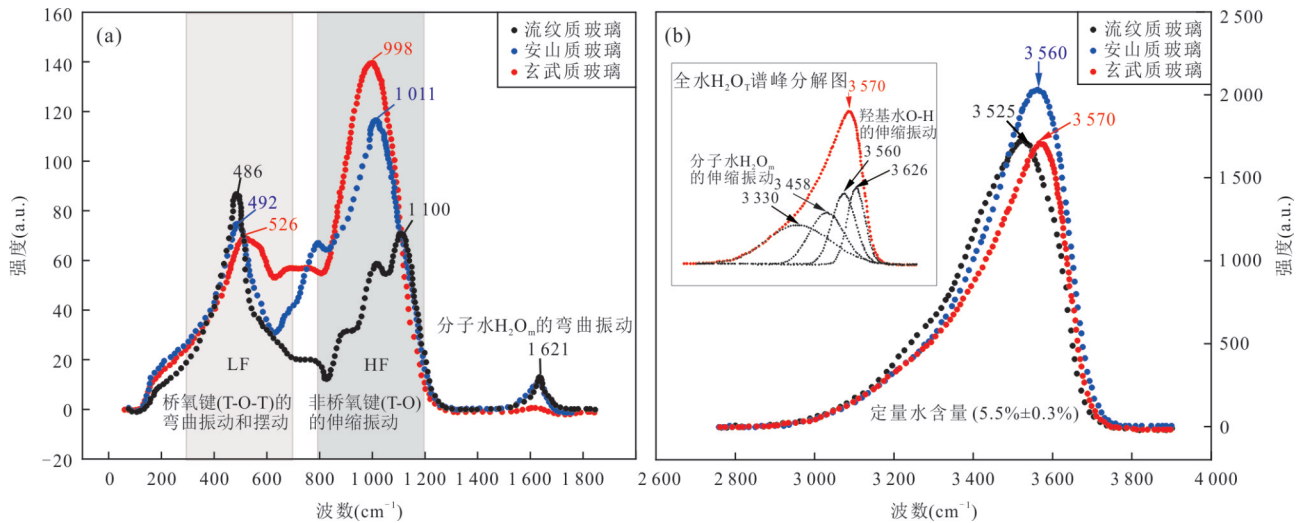 (a)
流纹质玻璃
安山质玻璃
玄武质玻璃
160
140
120
100
80
60
40
20
0
−20
强度(a.u.)
998
1 011
486
492
526
1 100
分子水H₂Oₘ的弯曲振动
1 621
LF
HF
桥氧键(T-O-T)的
弯曲振动和摆动
非桥氧键(T-O)
的伸缩振动
0 200 400 600 800 1 000 1 200 1 400 1 600 1 800
波数(cm⁻¹)
(b)
流纹质玻璃
安山质玻璃
玄武质玻璃
3 560
3 525
3 570
全水H₂O_T谱峰分解图
3 570
羟基水O-H
的伸缩振动
3 560
3 626
分子水H₂Oₘ
的伸缩振动
3 458
3 330
定量水含量 (5.5%±0.3%)
2 500
2 000
1 500
1 000
500
0
强度(a.u.)
2 600 2 800 3 000 3 200 3 400 3 600 3 800 4 000
波数(cm⁻¹)